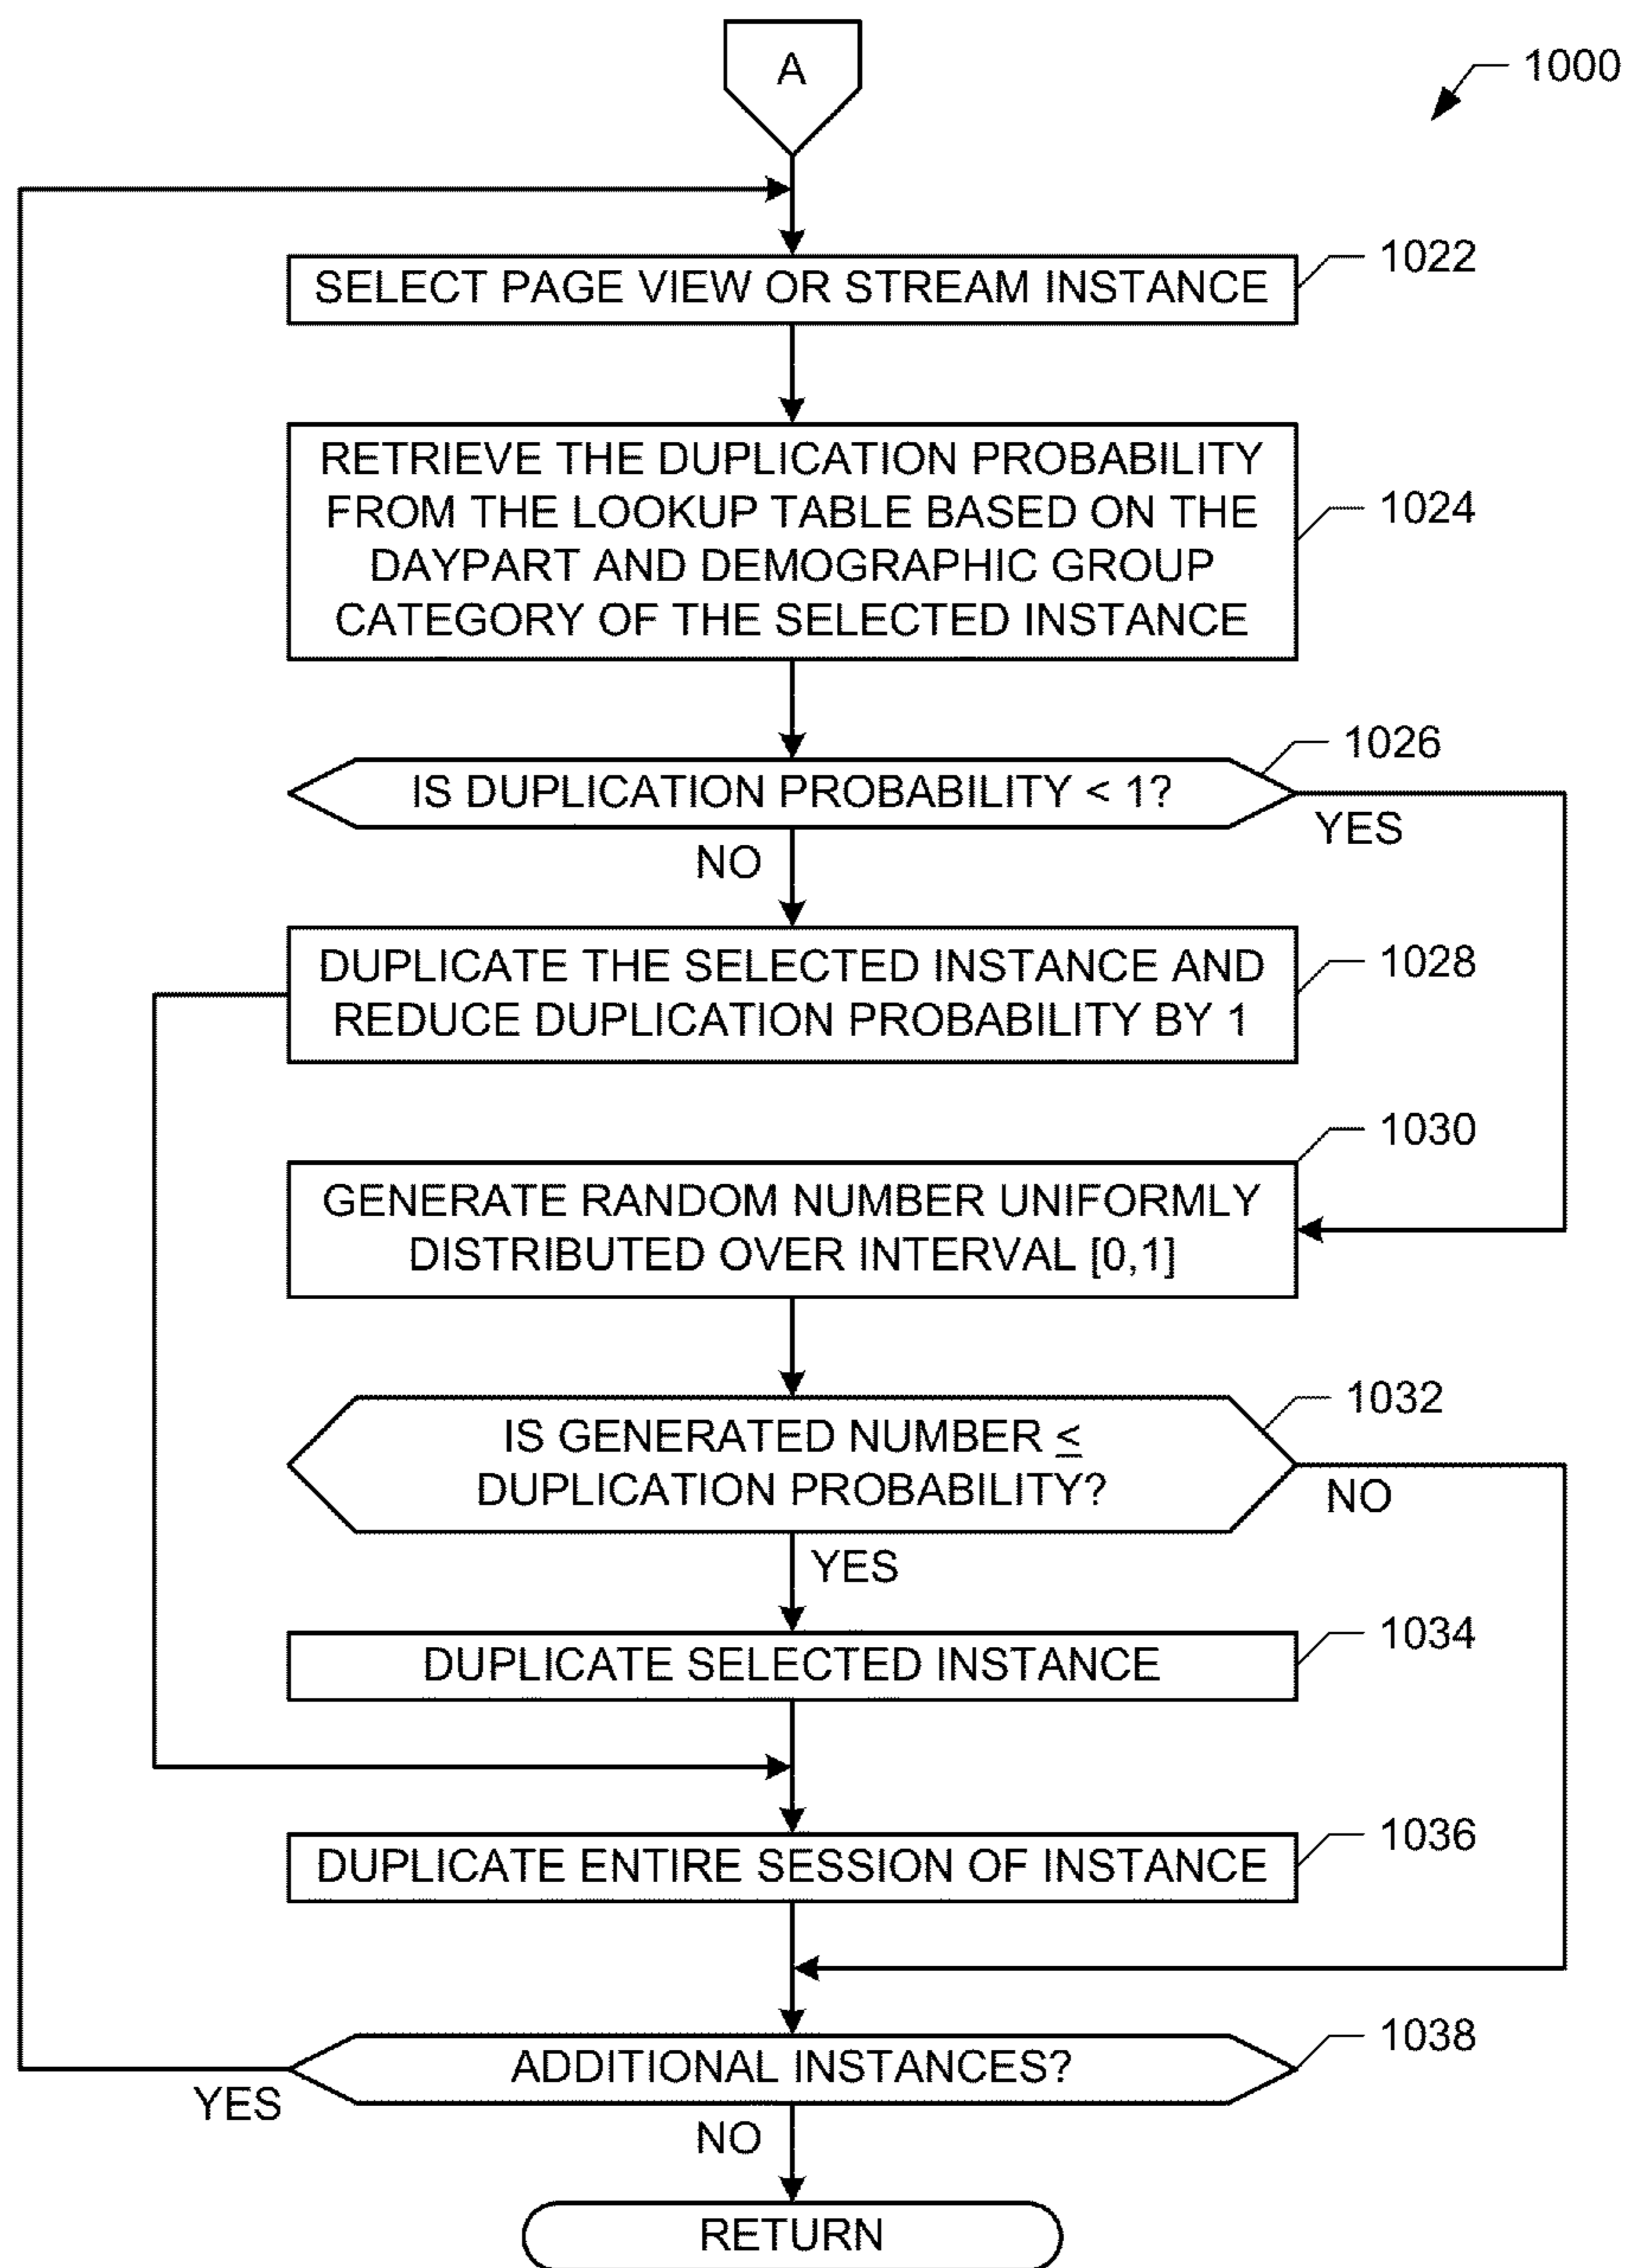 A
1000
SELECT PAGE VIEW OR STREAM INSTANCE
1022
RETRIEVE THE DUPLICATION PROBABILITY
FROM THE LOOKUP TABLE BASED ON THE
DAYPART AND DEMOGRAPHIC GROUP
CATEGORY OF THE SELECTED INSTANCE
1024
IS DUPLICATION PROBABILITY < 1?
1026
YES
NO
DUPLICATE THE SELECTED INSTANCE AND
REDUCE DUPLICATION PROBABILITY BY 1
1028
GENERATE RANDOM NUMBER UNIFORMLY
DISTRIBUTED OVER INTERVAL [0,1]
1030
IS GENERATED NUMBER ≤
DUPLICATION PROBABILITY?
1032
NO
YES
DUPLICATE SELECTED INSTANCE
1034
DUPLICATE ENTIRE SESSION OF INSTANCE
1036
ADDITIONAL INSTANCES?
1038
YES
NO
RETURN